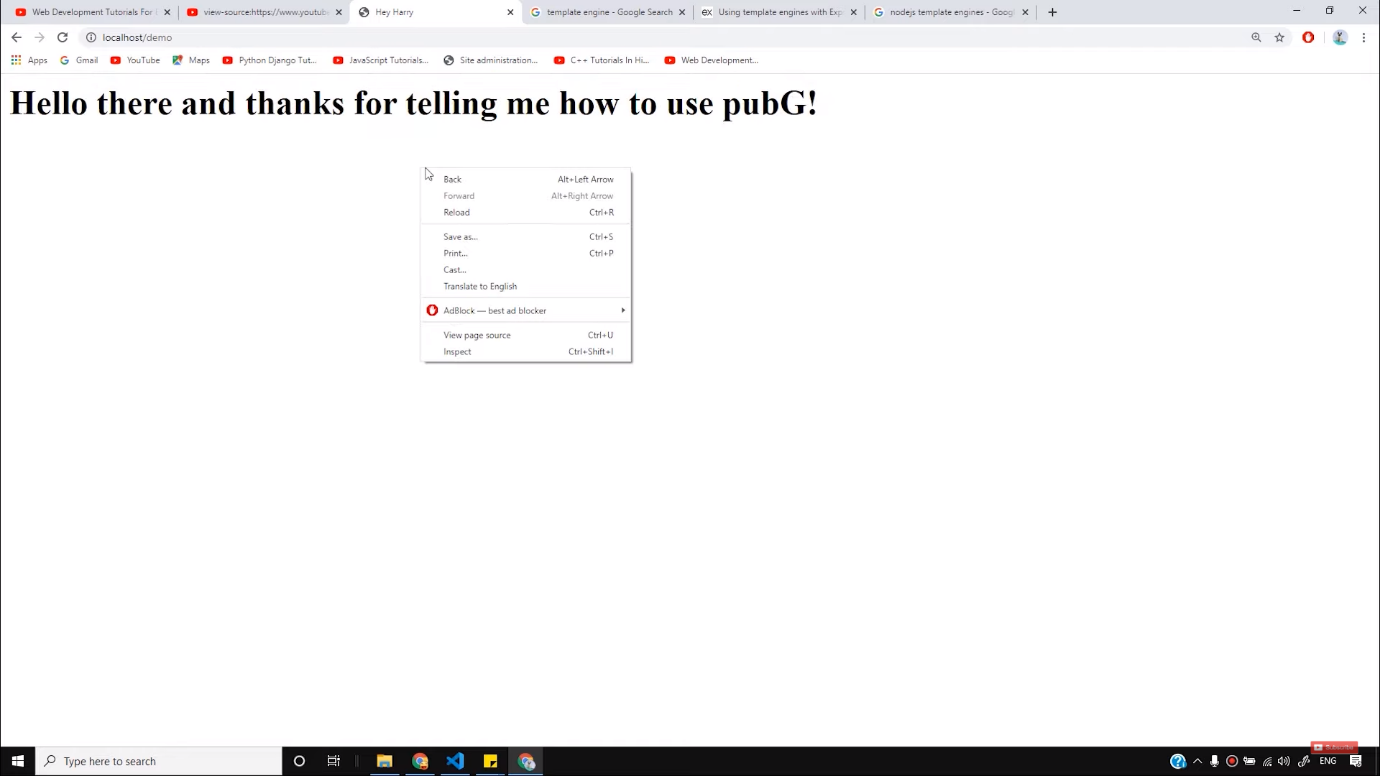 Web Development Tutorials For
view-source:https://www.youtub
Hey Harry
template engine - Google Search
ex Using template engines with Exp
nodejs template engines - Goog
localhost/demo
Apps
Gmail
YouTube
Maps
Python Django Tut...
JavaScript Tutorials...
Site administration...
C++ Tutorials In Hi...
Web Development...
Hello there and thanks for telling me how to use pubG!
Back Alt+Left Arrow
Forward Alt+Right Arrow
Reload Ctrl+R
Save as... Ctrl+S
Print... Ctrl+P
Cast...
Translate to English
AdBlock — best ad blocker
View page source Ctrl+U
Inspect Ctrl+Shift+I
Subscribe
Type here to search
ENG